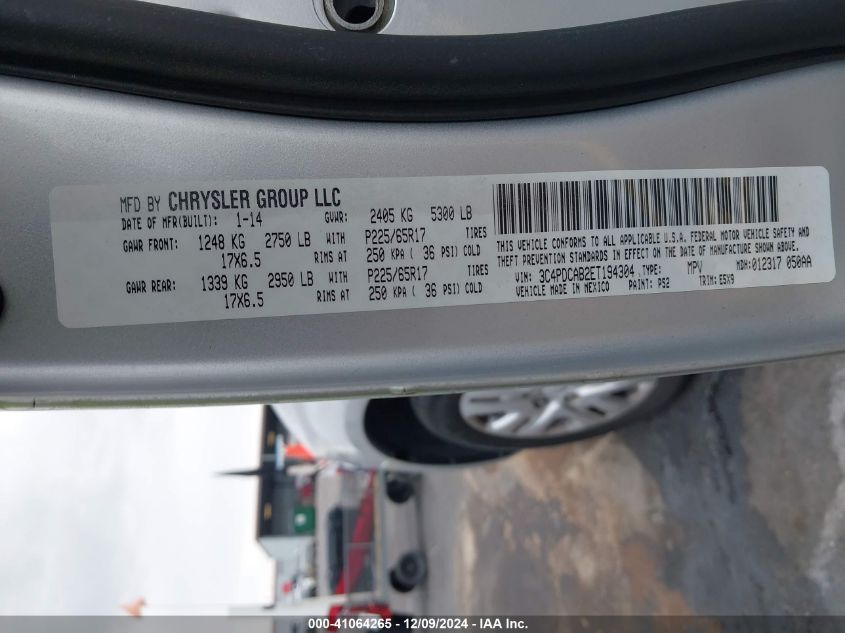 MFD BY CHRYSLER GROUP LLC
DATE OF MFR(BUILT): 1-14 GVWR: 2405 KG 5300 LB
GAWR FRONT: 1248 KG 2750 LB WITH P225/65R17 TIRES
17X6.5 RIMS AT 250 KPA ( 36 PSI) COLD
GAWR REAR: 1339 KG 2950 LB WITH P225/65R17 TIRES
17X6.5 RIMS AT 250 KPA ( 36 PSI) COLD
THIS VEHICLE CONFORMS TO ALL APPLICABLE U.S.A. FEDERAL MOTOR VEHICLE SAFETY AND
THEFT PREVENTION STANDARDS IN EFFECT ON THE DATE OF MANUFACTURE SHOWN ABOVE.
VIN: 3C4PDCAB2ET194304 TYPE: MPV MDH: 012317 050AA
VEHICLE MADE IN MEXICO PAINT: PS2 TRIM: E5X9
000-41064265 - 12/09/2024 - IAA Inc.